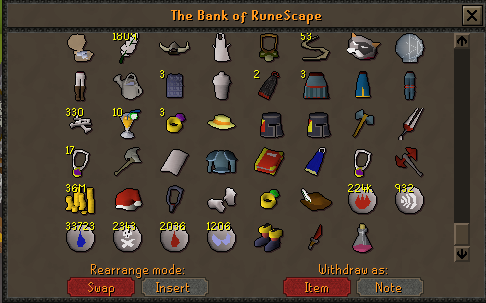 The Bank of RuneScape
180M 53
3 2 3
330 10 3
17
36M 224K 932
33723 2343 2036 1206
Rearrange mode: Withdraw as:
Swap Insert Item Note